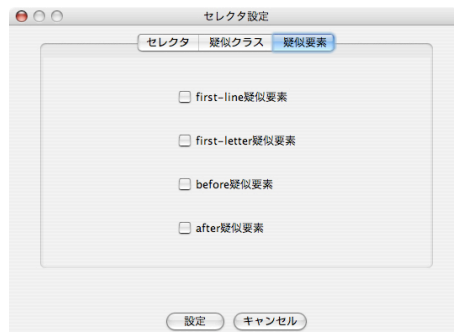 セレクタ設定
セレクタ 疑似クラス 疑似要素
first-line疑似要素
first-letter疑似要素
before疑似要素
after疑似要素
設定 キャンセル